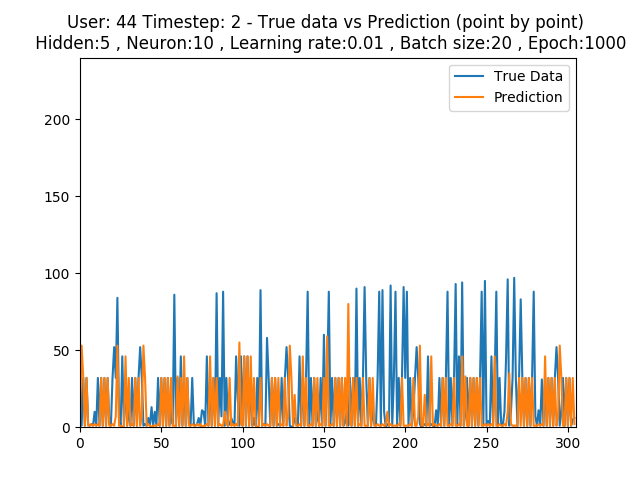 User: 44 Timestep: 2 - True data vs Prediction (point by point)
Hidden:5 , Neuron:10 , Learning rate:0.01 , Batch size:20 , Epoch:1000
True Data
Prediction
200
150
100
50
0
0 50 100 150 200 250 300